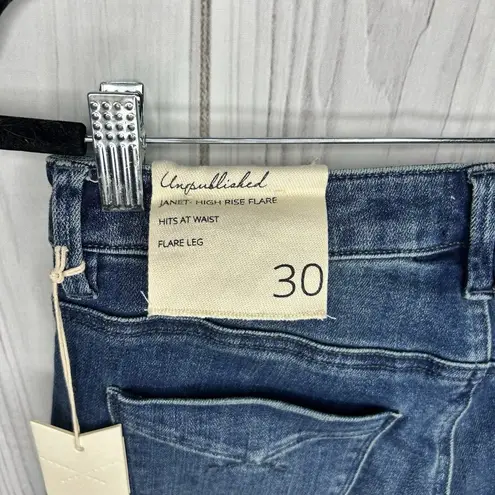 Unpublished
JANET- HIGH RISE FLARE
HITS AT WAIST
FLARE LEG
30